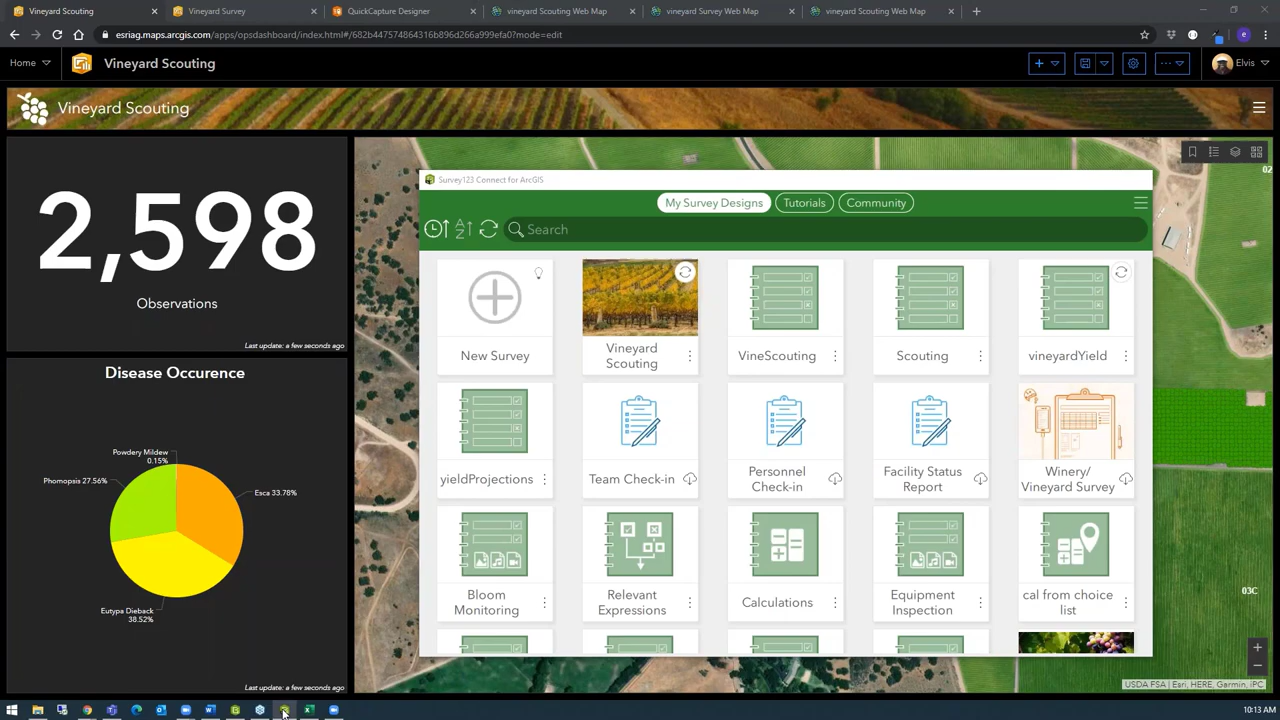 Vineyard Scouting
Vineyard Survey
QuickCapture Designer
vineyard Scouting Web Map
vineyard Survey Web Map
vineyard Scouting Web Map
esriag.maps.arcgis.com/apps/opsdashboard/index.html#/682b447574864316b896d266a999efa0?mode=edit
Home
Vineyard Scouting
Elvis
Vineyard Scouting
2,598
Observations
Last update: a few seconds ago
Disease Occurence
Powdery Mildew
0.15%
Phomopsis 27.56%
Esca 33.78%
Eutypa Dieback
38.52%
Last update: a few seconds ago
Survey123 Connect for ArcGIS
My Survey Designs
Tutorials
Community
Search
New Survey
Vineyard
Scouting
VineScouting
Scouting
vineyardYield
yieldProjections
Team Check-in
Personnel
Check-in
Facility Status
Report
Winery/
Vineyard Survey
Bloom
Monitoring
Relevant
Expressions
Calculations
Equipment
Inspection
cal from choice
list
02
03C
USDA FSA | Esri, HERE, Garmin, iPC
10:13 AM